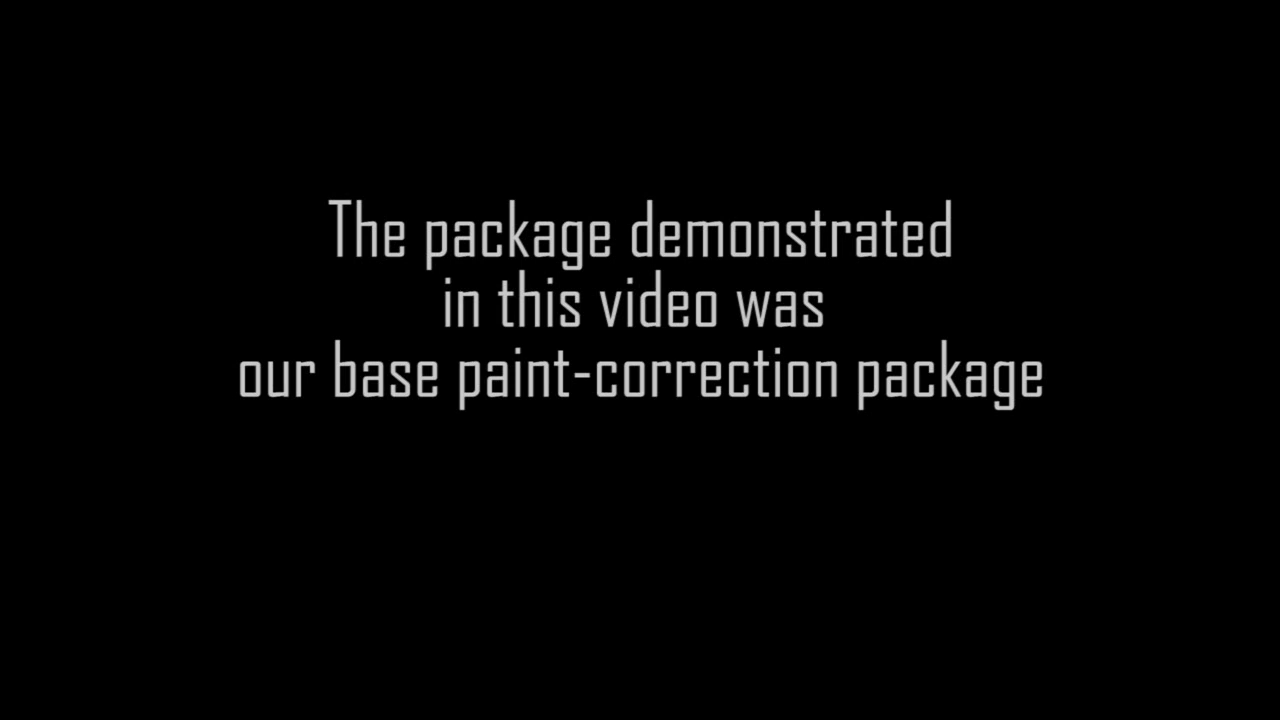 The package demonstrated
in this video was
our base paint-correction package